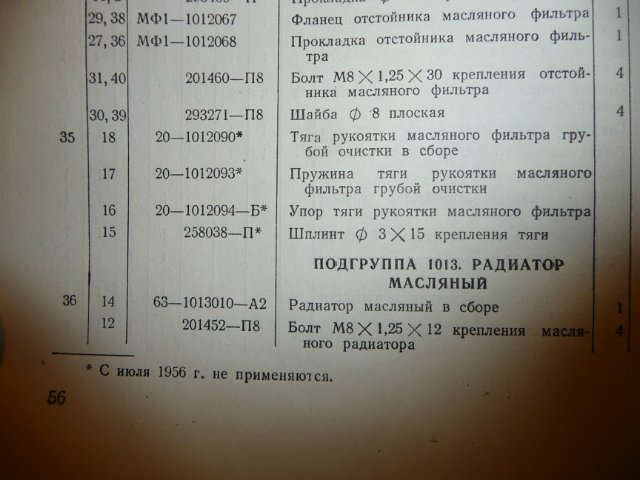 29, 38 МФ1—1012067 Фланец отстойника масляного фильтра 1
27, 36 МФ1—1012068 Прокладка отстойника масляного филь-
тра 1
31, 40 201460—П8 Болт М8×1,25×30 крепления отстой- 4
ника масляного фильтра
30, 39 293271—П8 Шайба ∅ 8 плоская 4
35 18 20—1012090* Тяга рукоятки масляного фильтра гру-
бой очистки в сборе
17 20—1012093* Пружина тяги рукоятки масляного
фильтра грубой очистки
16 20—1012094—Б* Упор тяги рукоятки масляного фильтра
15 258038—П* Шплинт ∅ 3×15 крепления тяги
ПОДГРУППА 1013. РАДИАТОР
МАСЛЯНЫЙ
36 14 63—1013010—А2 Радиатор масляный в сборе 1
12 201452—П8 Болт М8×1,25×12 крепления масля- 4
ного радиатора
* С июля 1956 г. не применяются.
56